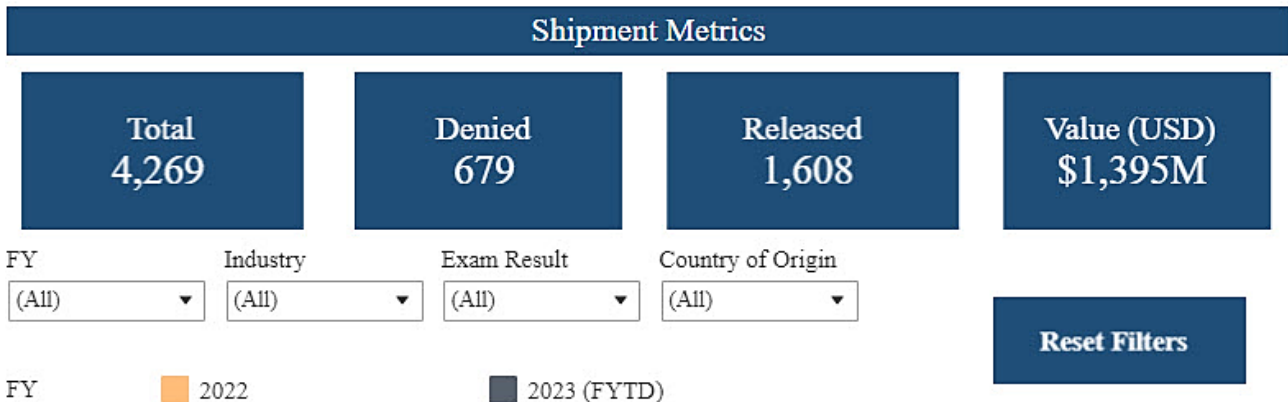 Shipment Metrics
Total
4,269
Denied
679
Released
1,608
Value (USD)
$1,395M
FY
Industry
Exam Result
Country of Origin
(All)
(All)
(All)
(All)
Reset Filters
FY
2022
2023 (FYTD)